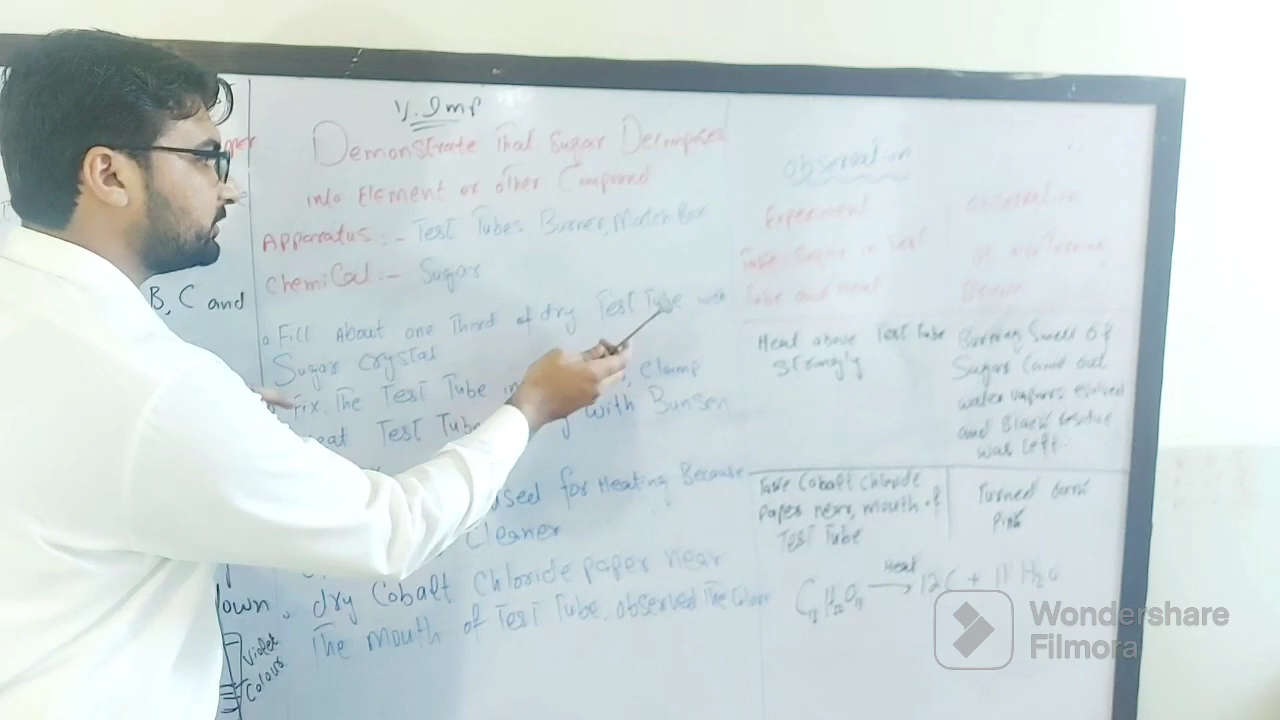 V. Imp
Demonstrate That Sugar Decomposed
into Element or other Compound
Apparatus :- Test Tubes Burner, Match Box
Chemical :- Sugar
Fill About one Third of dry Test Tube with
Sugar Crystal
Fix The Test Tube in clamp
Test Tube with Bunsen
used for Heating Because
Cleaner
dry Cobalt Chloride paper near
The mouth of Test Tube. observed The Colour
B, C and
Violet
Colour
Observation
Experiment
Observation
Take Sugar in Test
Tube and Heat
Heat above Test Tube
strongly
Burning Smell Of
Sugar Come out
water vapours evolved
and Black residue
was left.
Take Cobalt Chloride
paper near, mouth of
Test Tube
Turned dark
Pink
C₁₂H₂₂O₁₁ Heat → 12C + 11H₂O
Wondershare
Filmora